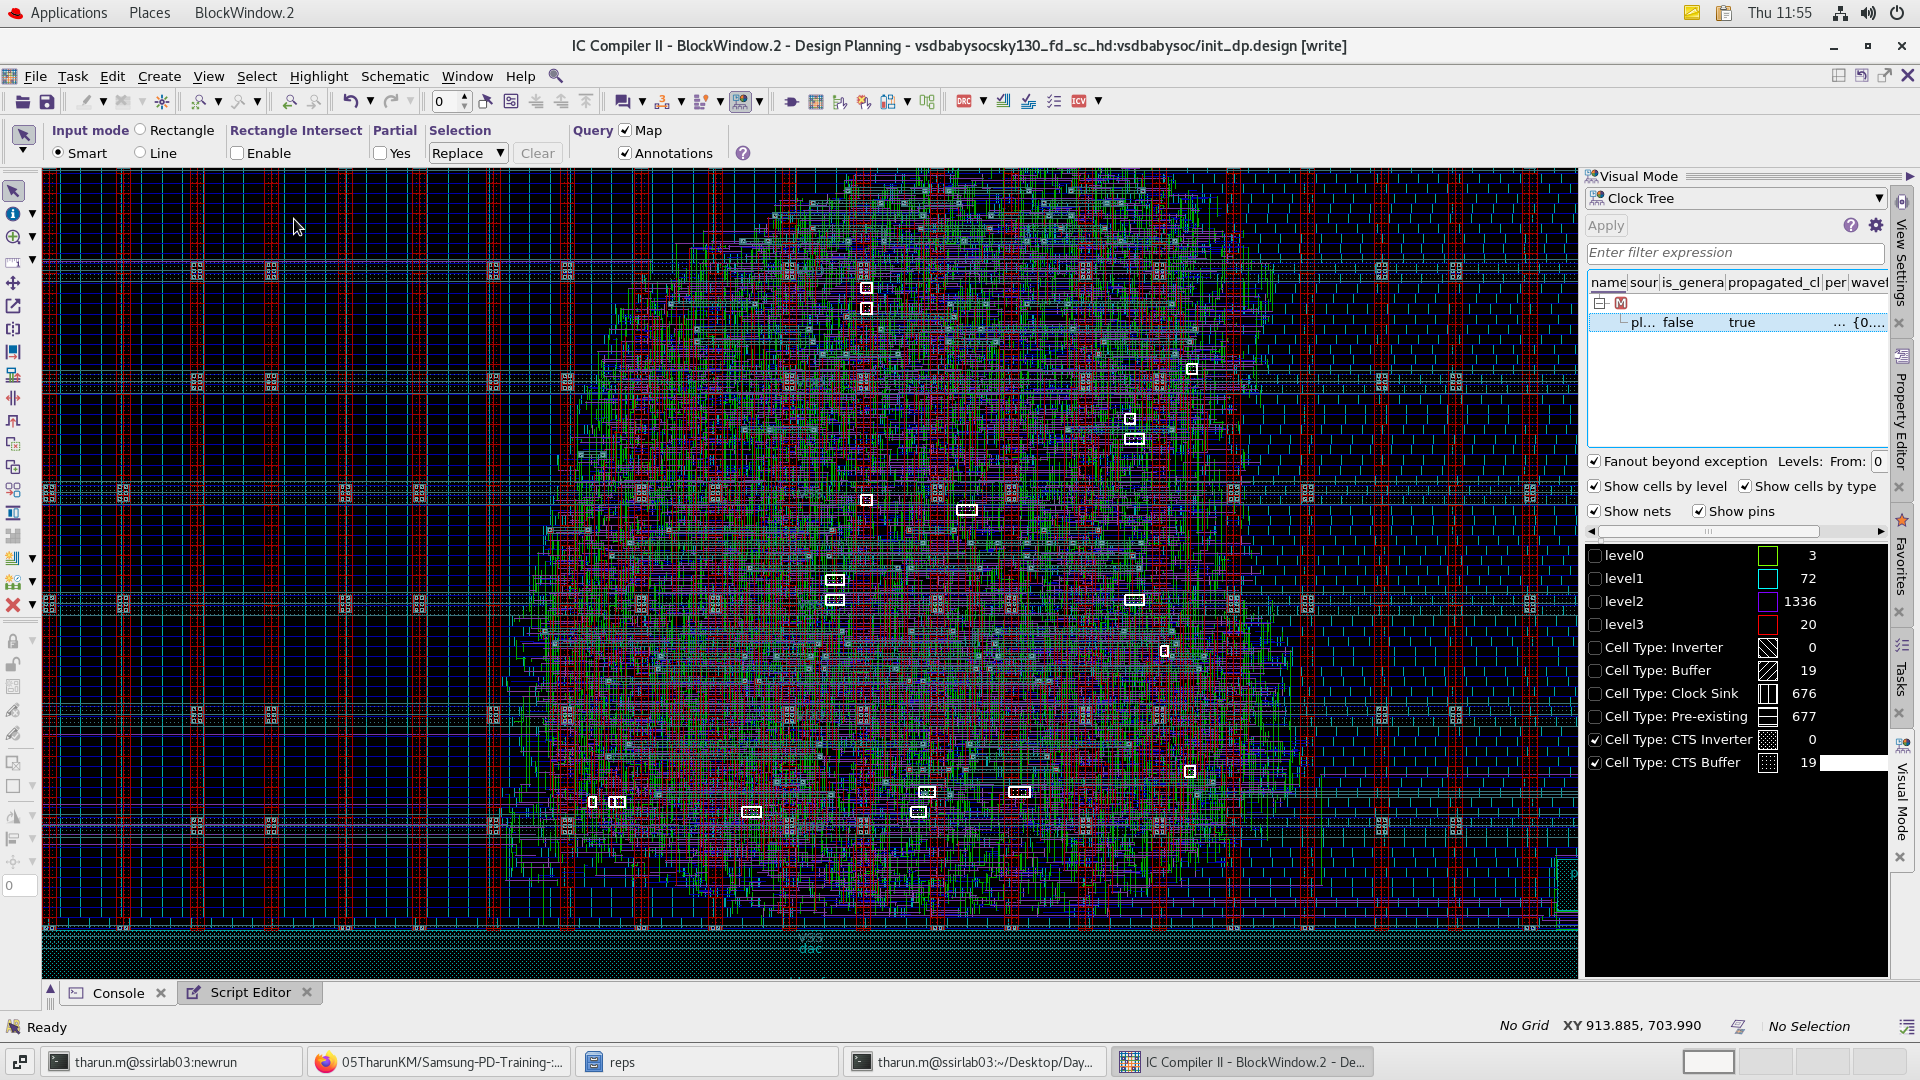 Applications Places BlockWindow.2 Thu 11:55
IC Compiler II - BlockWindow.2 - Design Planning - vsdbabysocsky130_fd_sc_hd:vsdbabysoc/init_dp.design [write]
File Task Edit Create View Select Highlight Schematic Window Help
0
DRC ICV
Input mode Rectangle Rectangle Intersect Partial Selection Query Map
Smart Line Enable Yes Replace Clear Annotations
Visual Mode
Clock Tree
Apply
Enter filter expression
name sour is_genera propagated_cl per wavef
pl... false true ... {0....
Fanout beyond exception Levels: From: 0
Show cells by level Show cells by type
Show nets Show pins
level0 3
level1 72
level2 1336
level3 20
Cell Type: Inverter 0
Cell Type: Buffer 19
Cell Type: Clock Sink 676
Cell Type: Pre-existing 677
Cell Type: CTS Inverter 0
Cell Type: CTS Buffer 19
View Settings
Property Editor
Favorites
Tasks
Visual Mode
0
VSS
dac
Console Script Editor
Ready No Grid XY 913.885, 703.990 No Selection
tharun.m@ssirlab03:newrun 05TharunKM/Samsung-PD-Training-:... reps tharun.m@ssirlab03:~/Desktop/Day... IC Compiler II - BlockWindow.2 - De...